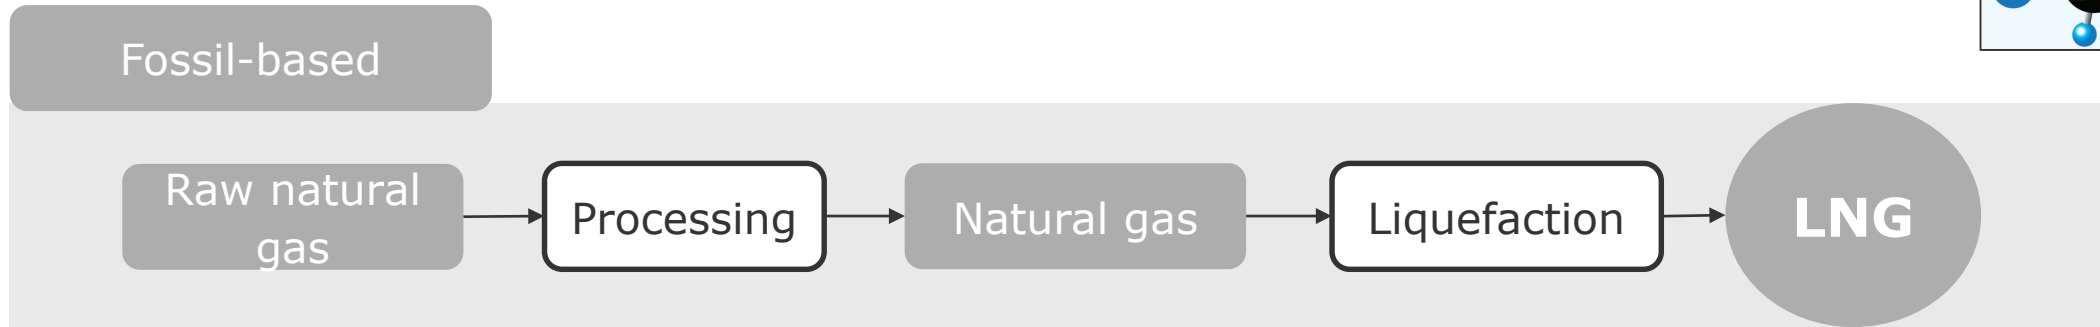 Fossil-based
Raw natural
gas
Processing
Natural gas
Liquefaction
LNG